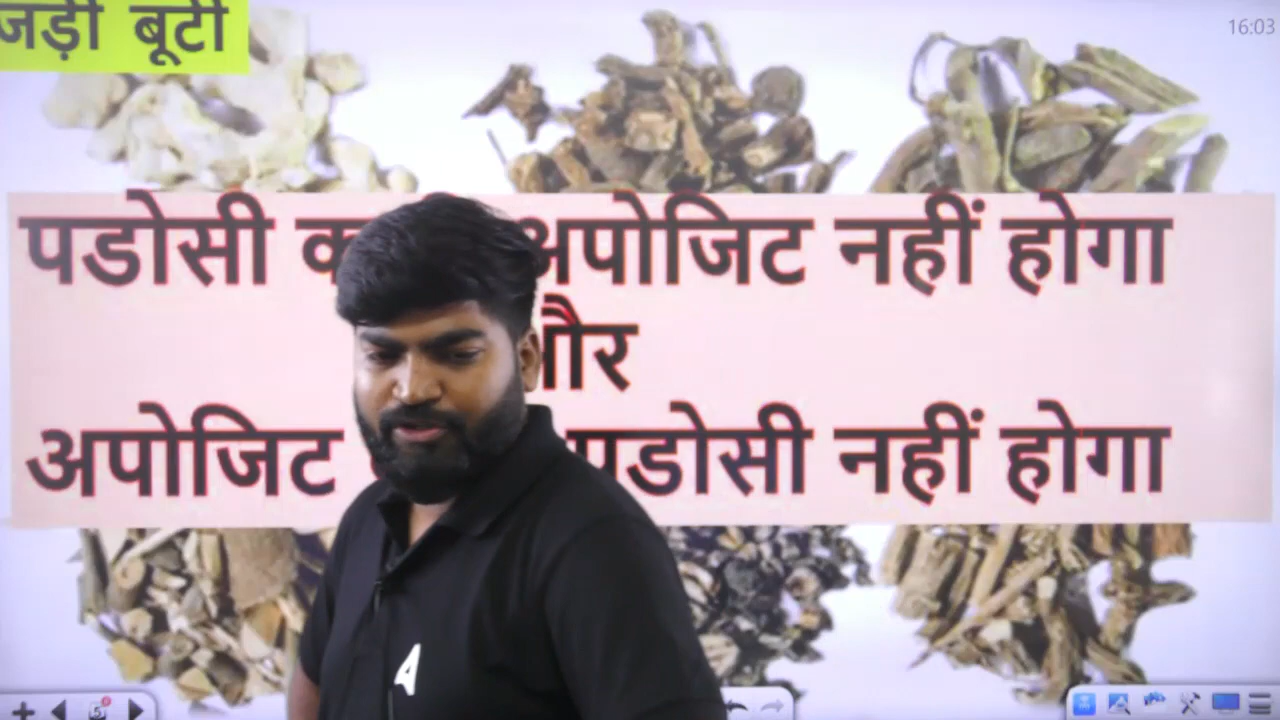 जड़ी बूटी
16:03
पडोसी अपोजिट नहीं होगा
और
अपोजिट पडोसी नहीं होगा
A